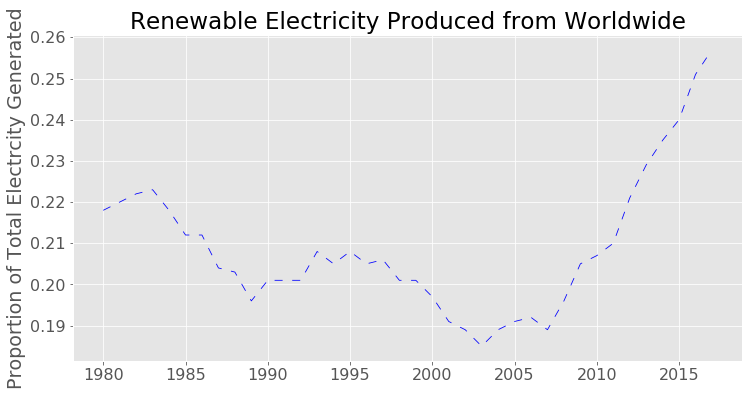 Renewable Electricity Produced from Worldwide
Proportion of Total Electrcity Generated
0.26
0.25
0.24
0.23
0.22
0.21
0.20
0.19
1980 1985 1990 1995 2000 2005 2010 2015